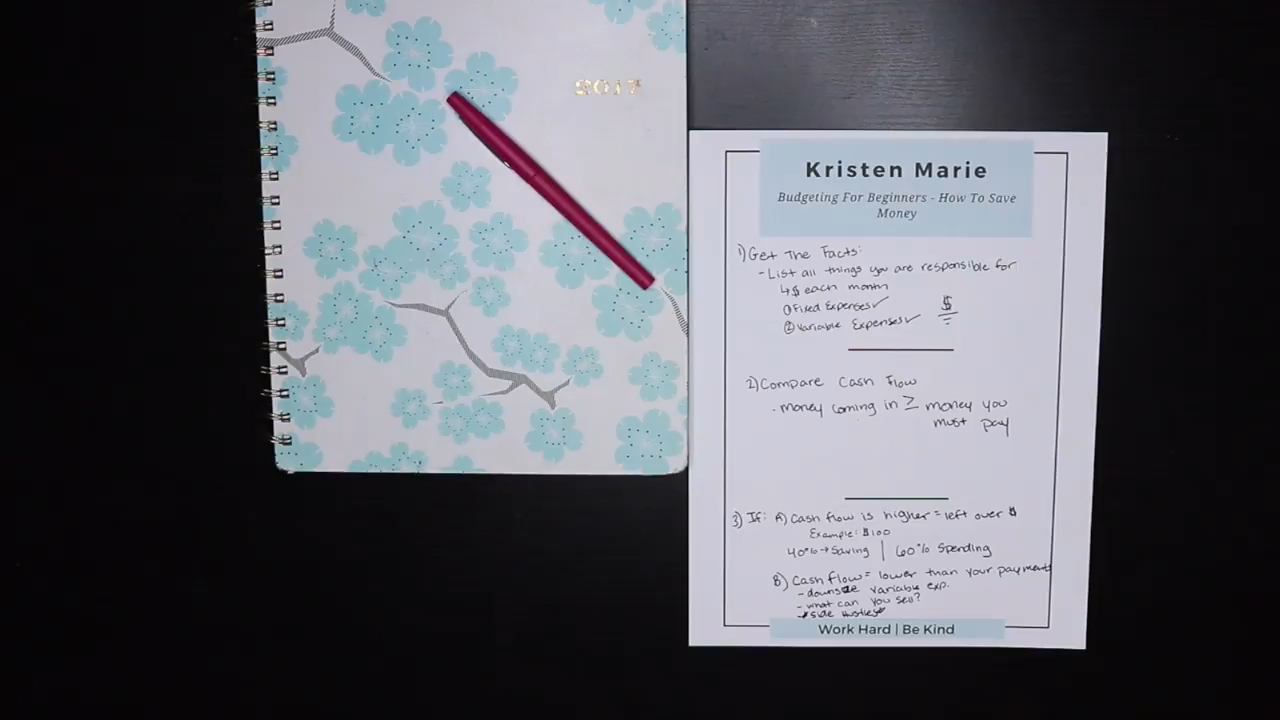 2017
Kristen Marie
Budgeting For Beginners - How To Save
Money
1) Get The Facts:
- List all things you are responsible for
↳ $ each month
① Fixed Expenses ✓
② Variable Expenses ✓
$
2) Compare Cash Flow
· money coming in ≥ money you
must pay
3) If: A) Cash flow is higher = left over $
Example: $100
40% → Saving | 60% Spending
B) Cash flow = lower than your payments
- downsize variable exp.
- what can you sell?
- side hustles
Work Hard | Be Kind